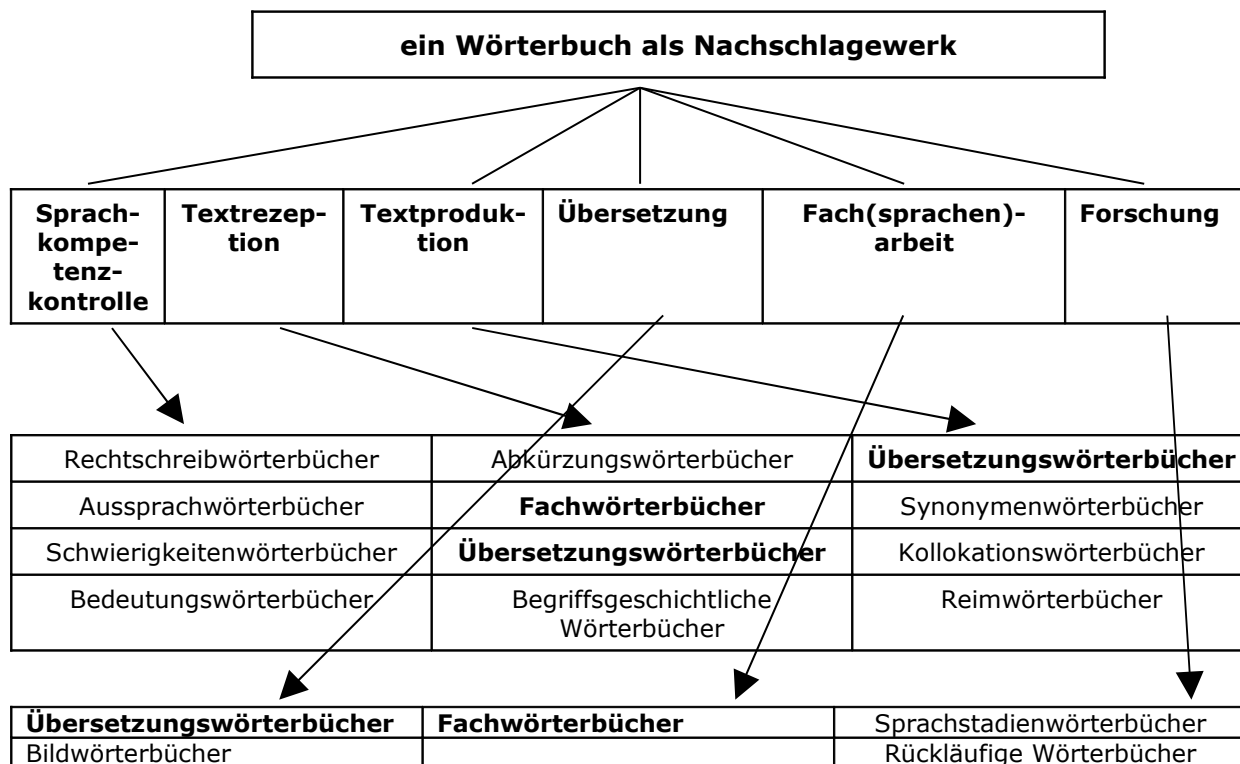 ein Wörterbuch als Nachschlagewerk
Sprach-
kompe-
tenz-
kontrolle
Textrezep-
tion
Textproduk-
tion
Übersetzung
Fach(sprachen)-
arbeit
Forschung
Rechtschreibwörterbücher
Abkürzungswörterbücher
Übersetzungswörterbücher
Aussprachwörterbücher
Fachwörterbücher
Synonymenwörterbücher
Schwierigkeitenwörterbücher
Übersetzungswörterbücher
Kollokationswörterbücher
Bedeutungswörterbücher
Begriffsgeschichtliche
Wörterbücher
Reimwörterbücher
Übersetzungswörterbücher
Fachwörterbücher
Sprachstadienwörterbücher
Bildwörterbücher
Rückläufige Wörterbücher